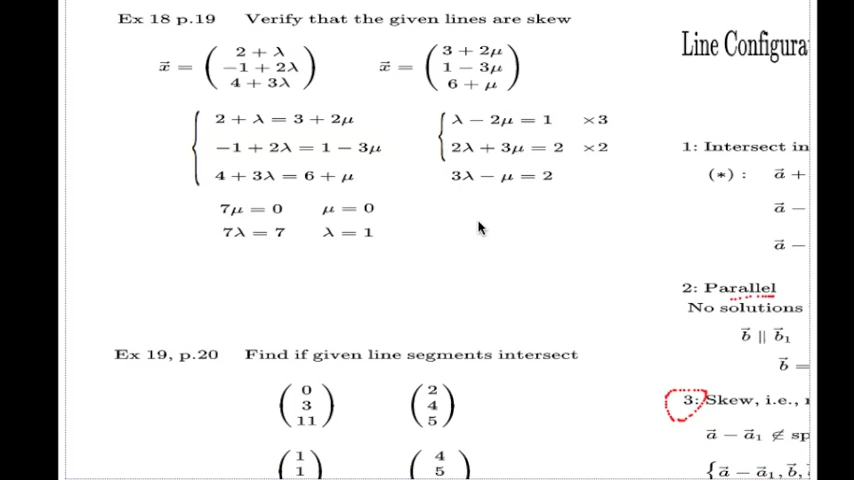 Ex 18 p.19 Verify that the given lines are skew
x⃗ = ( 2 + λ
−1 + 2λ
4 + 3λ )
x⃗ = ( 3 + 2μ
1 − 3μ
6 + μ )
{ 2 + λ = 3 + 2μ
−1 + 2λ = 1 − 3μ
4 + 3λ = 6 + μ
{ λ − 2μ = 1 ×3
2λ + 3μ = 2 ×2
3λ − μ = 2
7μ = 0 μ = 0
7λ = 7 λ = 1
Ex 19, p.20 Find if given line segments intersect
( 0
3
11 )
( 2
4
5 )
( 1
1
( 4
5
Line
1: Intersect in
(*) : a⃗ +
a⃗ −
a⃗ −
2: Parallel
No solutions
b⃗ || b⃗₁
b⃗ =
3: Skew, i.e.,
a⃗ − a⃗₁ ∉ sp
{a⃗ − a⃗₁, b⃗,